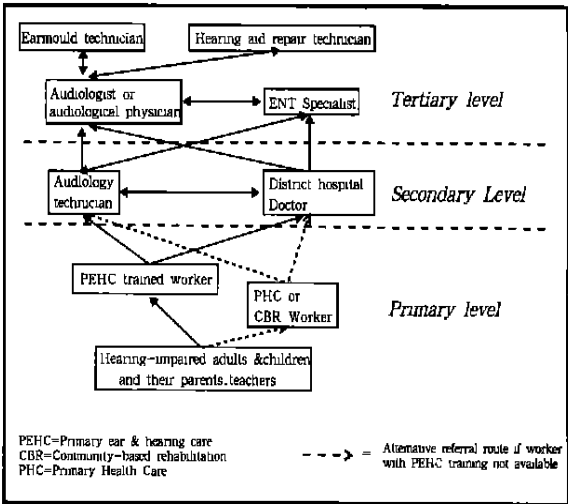 Earmould technician
Hearing aid repair technician
Audiologist or
audiological physician
ENT Specialist
Tertiary level
Audiology
technician
District hospital
Doctor
Secondary Level
PEHC trained worker
PHC or
CBR Worker
Primary level
Hearing-impaired adults &children
and their parents.teachers
PEHC=Primary ear & hearing care
CBR=Community-based rehabilitation
PHC=Primary Health Care
= Alternative referral route if worker
with PEHC training not available